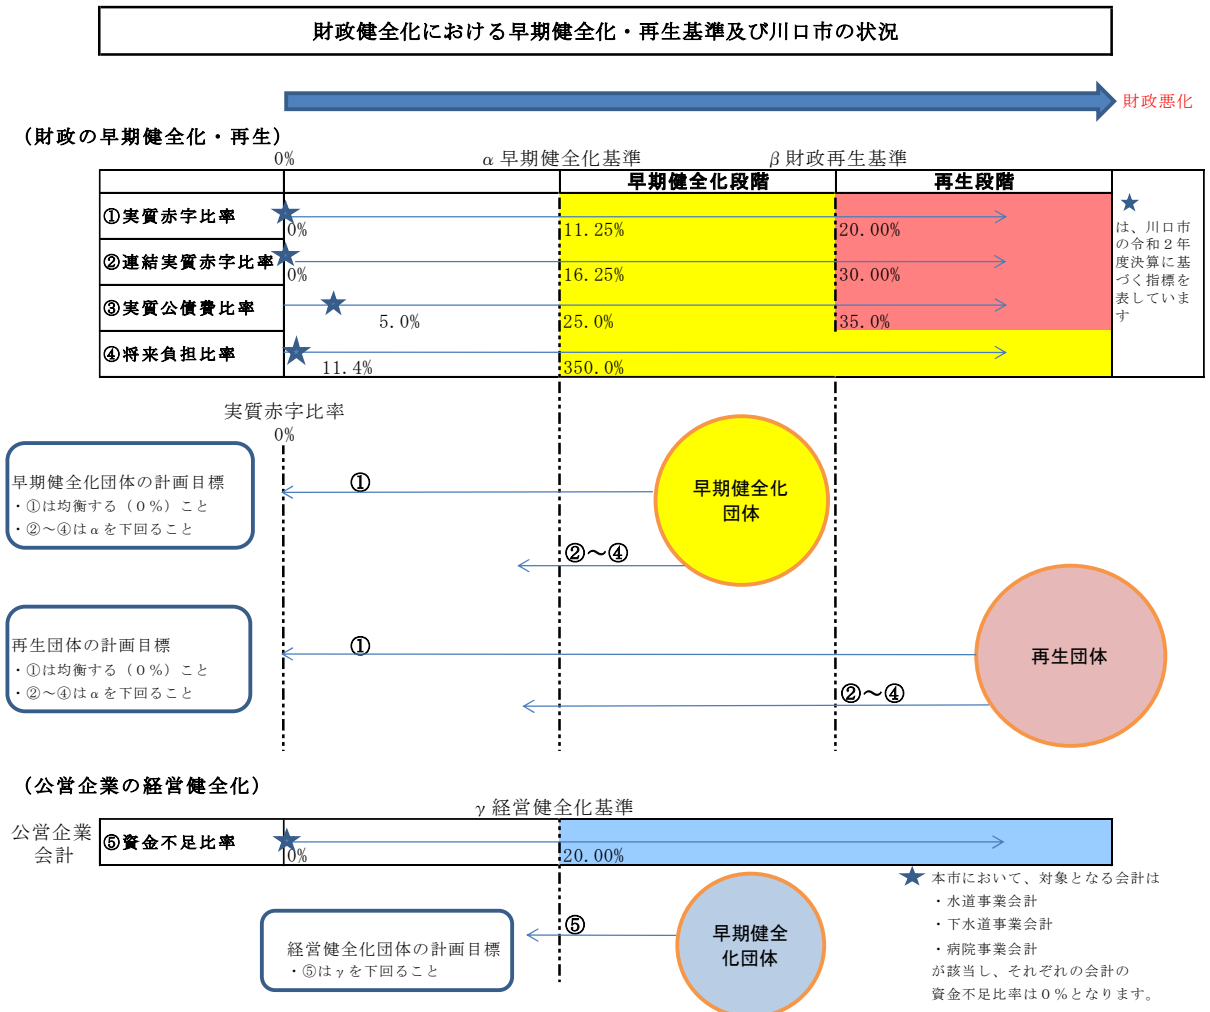 財政健全化における早期健全化・再生基準及び川口市の状況
財政悪化
(財政の早期健全化・再生)
0%
α早期健全化基準
β財政再生基準
早期健全化段階
再生段階
①実質赤字比率
0%
11.25%
20.00%
②連結実質赤字比率
0%
16.25%
30.00%
③実質公債費比率
5.0%
25.0%
35.0%
④将来負担比率
11.4%
350.0%
★
は、川口市
の令和２年
度決算に基
づく指標を
表していま
す
実質赤字比率
0%
早期健全化団体の計画目標
・①は均衡する（０％）こと
・②～④はαを下回ること
①
②～④
早期健全化
団体
再生団体の計画目標
・①は均衡する（０％）こと
・②～④はαを下回ること
①
②～④
再生団体
(公営企業の経営健全化)
γ経営健全化基準
公営企業
会計
⑤資金不足比率
0%
20.00%
経営健全化団体の計画目標
・⑤はγを下回ること
⑤
早期健全
化団体
★ 本市において、対象となる会計は
・水道事業会計
・下水道事業会計
・病院事業会計
が該当し、それぞれの会計の
資金不足比率は０％となります。